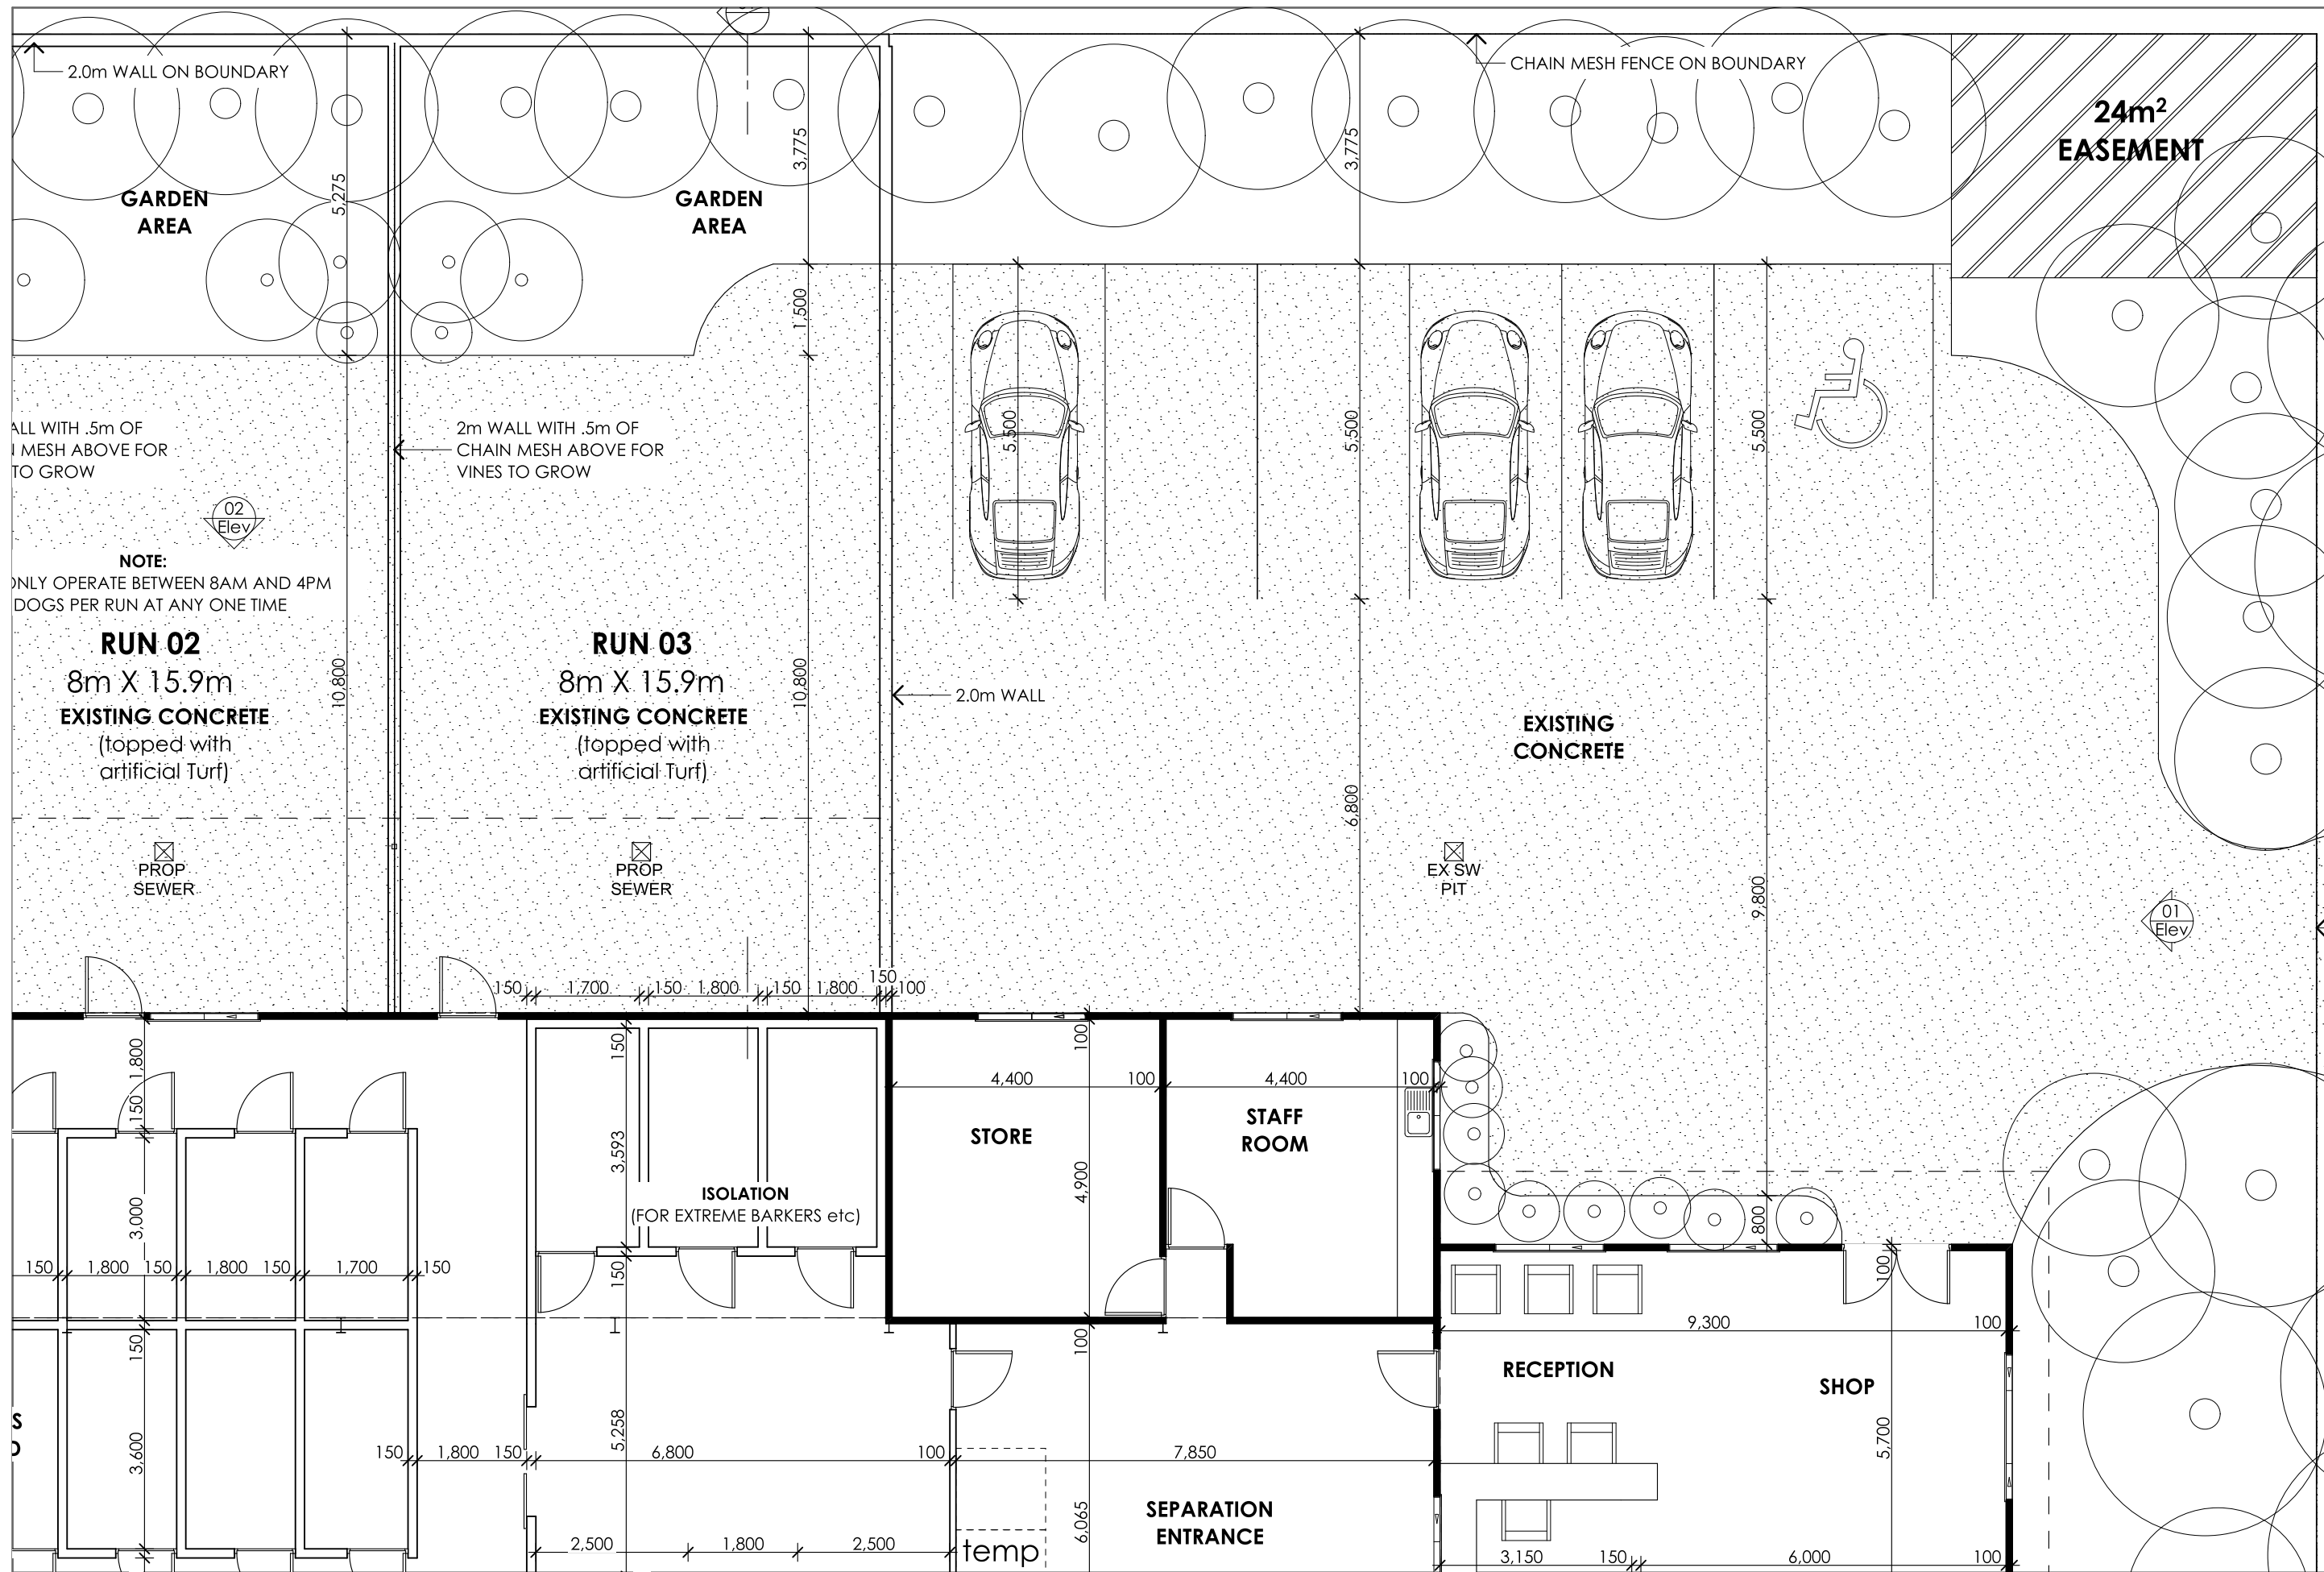 2.0m WALL ON BOUNDARY
CHAIN MESH FENCE ON BOUNDARY
24m²
EASEMENT
3,775
3,775
5,275
GARDEN
AREA
GARDEN
AREA
1,500
ALL WITH .5m OF
MESH ABOVE FOR
TO GROW
2m WALL WITH .5m OF
CHAIN MESH ABOVE FOR
VINES TO GROW
5,500
5,500
5,500
02
Elev
NOTE:
ONLY OPERATE BETWEEN 8AM AND 4PM
DOGS PER RUN AT ANY ONE TIME
RUN 02
8m X 15.9m
EXISTING CONCRETE
(topped with
artificial Turf)
10,800
RUN 03
8m X 15.9m
EXISTING CONCRETE
(topped with
artificial Turf)
10,800
2.0m WALL
EXISTING
CONCRETE
6,800
PROP
SEWER
PROP
SEWER
EX SW
PIT
9,800
01
Elev
150
150 1,700 150 1,800 150 1,800 100
1,800
150
100
150
4,400 100 4,400 100
STORE
STAFF
ROOM
3,593
4,900
ISOLATION
(FOR EXTREME BARKERS etc)
3,000
800
150 1,800 150 1,800 150 1,700 150
150
100
9,300 100
150
100
RECEPTION
SHOP
S
3,600
5,258
5,700
150 1,800 150 6,800 100 7,850
6,065
SEPARATION
ENTRANCE
2,500 1,800 2,500
temp
3,150 150 6,000 100